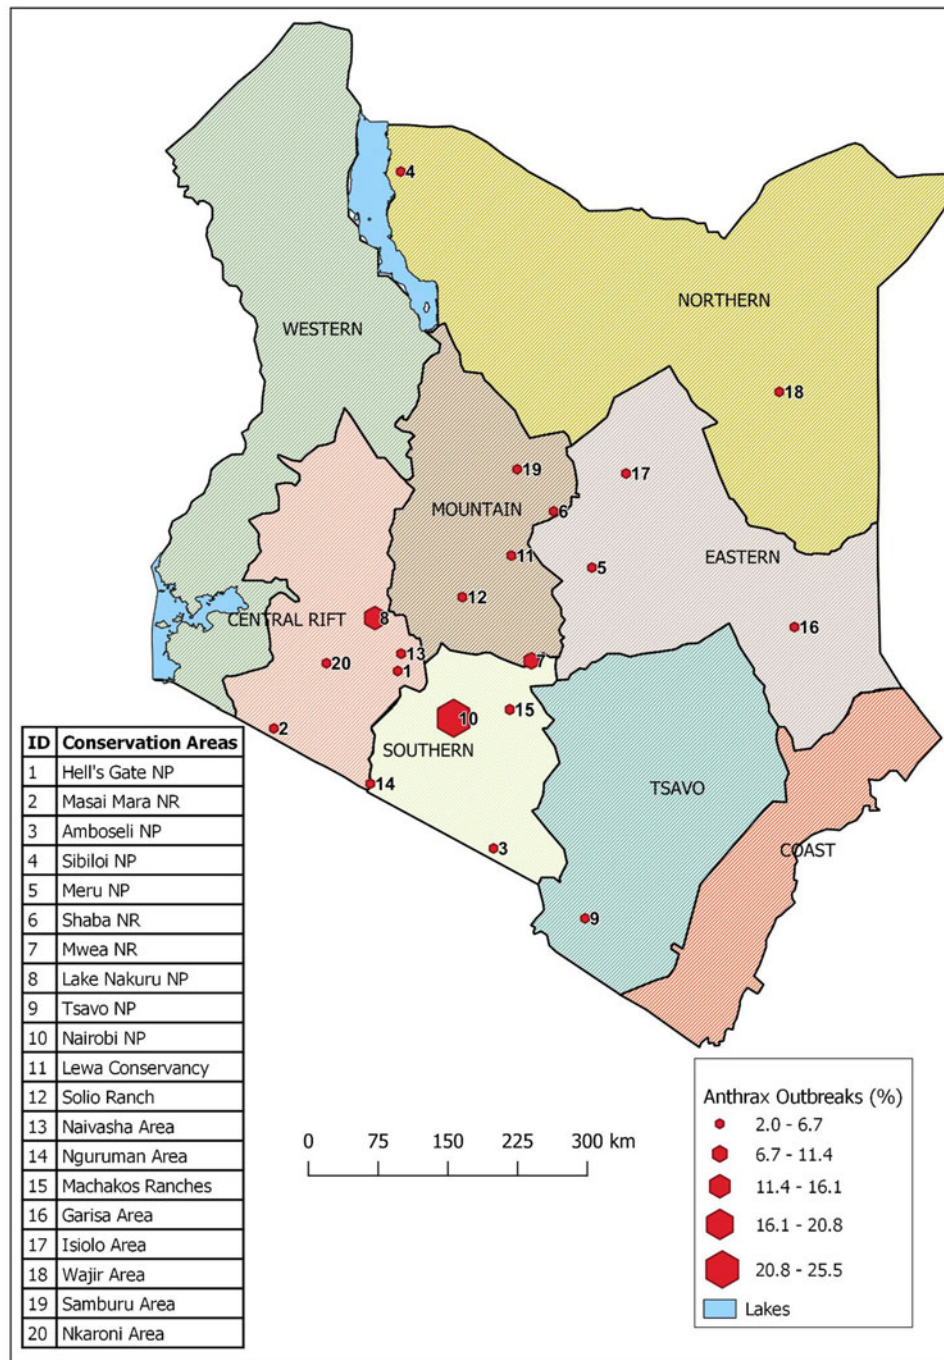 4
NORTHERN
WESTERN
18
19
17
MOUNTAIN
6
11
EASTERN
5
12
CENTRAL RIFT
8
16
13
7
20
1
15
10
2
SOUTHERN
14
TSAVO
3
COAST
9
ID Conservation Areas
1 Hell's Gate NP
2 Masai Mara NR
3 Amboseli NP
4 Sibiloi NP
5 Meru NP
6 Shaba NR
7 Mwea NR
8 Lake Nakuru NP
9 Tsavo NP
10 Nairobi NP
11 Lewa Conservancy
12 Solio Ranch
13 Naivasha Area
14 Nguruman Area
15 Machakos Ranches
16 Garisa Area
17 Isiolo Area
18 Wajir Area
19 Samburu Area
20 Nkaroni Area
0 75 150 225 300 km
Anthrax Outbreaks (%)
2.0 - 6.7
6.7 - 11.4
11.4 - 16.1
16.1 - 20.8
20.8 - 25.5
Lakes